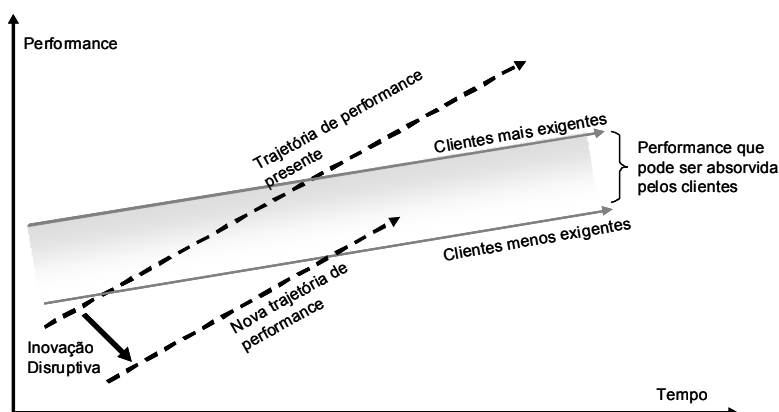 Performance
Trajetória de performance
presente
Clientes mais exigentes
Performance que
pode ser absorvida
pelos clientes
Clientes menos exigentes
Nova trajetória de
performance
Inovação
Disruptiva
Tempo